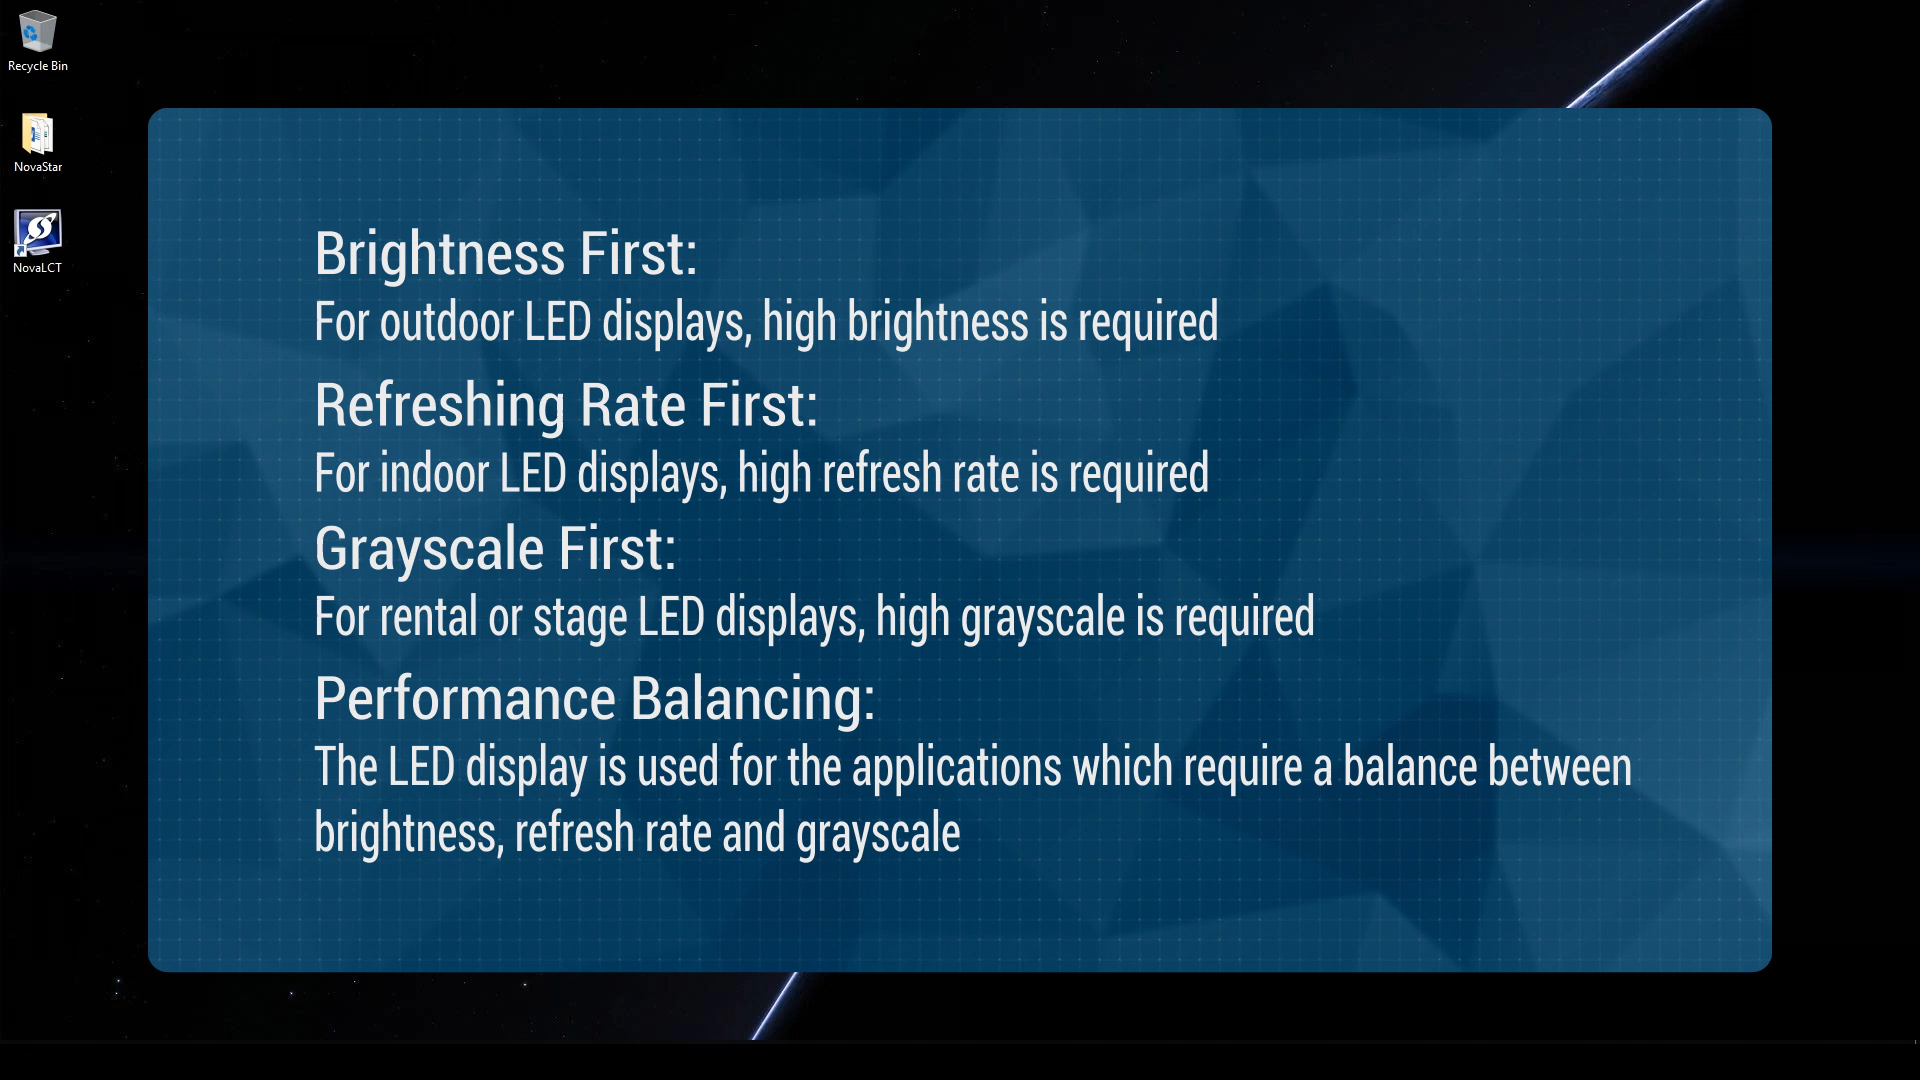 Recycle Bin
NovaStar
NovaLCT
Brightness First:
For outdoor LED displays, high brightness is required
Refreshing Rate First:
For indoor LED displays, high refresh rate is required
Grayscale First:
For rental or stage LED displays, high grayscale is required
Performance Balancing:
The LED display is used for the applications which require a balance between
brightness, refresh rate and grayscale